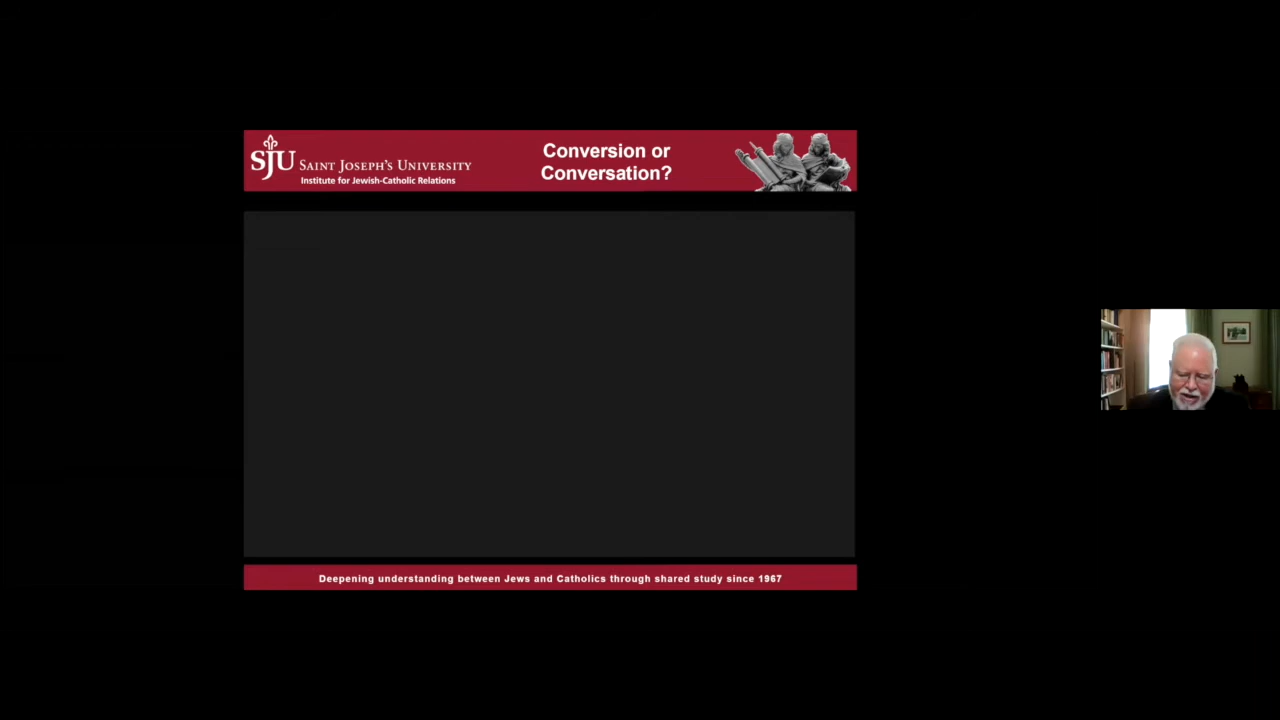 SJU SAINT JOSEPH'S UNIVERSITY
Institute for Jewish-Catholic Relations
Conversion or
Conversation?
Deepening understanding between Jews and Catholics through shared study since 1967